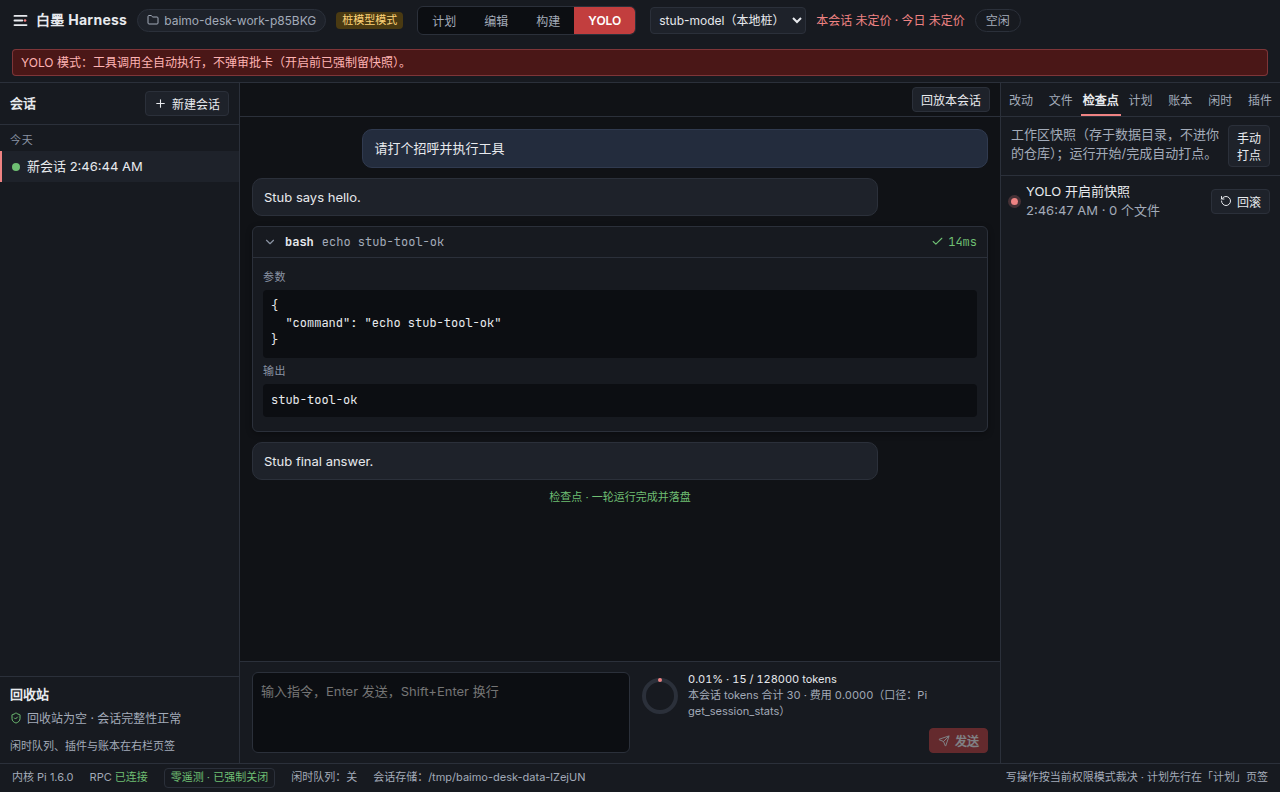 白墨 Harness
baimo-desk-work-p85BKG
桩模型模式
计划
编辑
构建
YOLO
stub-model（本地桩）
本会话 未定价 · 今日 未定价
空闲
YOLO 模式：工具调用全自动执行，不弹审批卡（开启前已强制留快照）。
会话
新建会话
今天
新会话 2:46:44 AM
回收站
回收站为空 · 会话完整性正常
闲时队列、插件与账本在右栏页签
回放本会话
请打个招呼并执行工具
Stub says hello.
bash echo stub-tool-ok
14ms
参数
{
"command": "echo stub-tool-ok"
}
输出
stub-tool-ok
Stub final answer.
检查点 · 一轮运行完成并落盘
输入指令，Enter 发送，Shift+Enter 换行
0.01% · 15 / 128000 tokens
本会话 tokens 合计 30 · 费用 0.0000（口径：Pi
get_session_stats）
发送
改动
文件
检查点
计划
账本
闲时
插件
工作区快照（存于数据目录，不进你
的仓库）；运行开始/完成自动打点。
手动
打点
YOLO 开启前快照
2:46:47 AM · 0 个文件
回滚
内核 Pi 1.6.0
RPC 已连接
零遥测 · 已强制关闭
闲时队列：关
会话存储：/tmp/baimo-desk-data-lZejUN
写操作按当前权限模式裁决 · 计划先行在「计划」页签